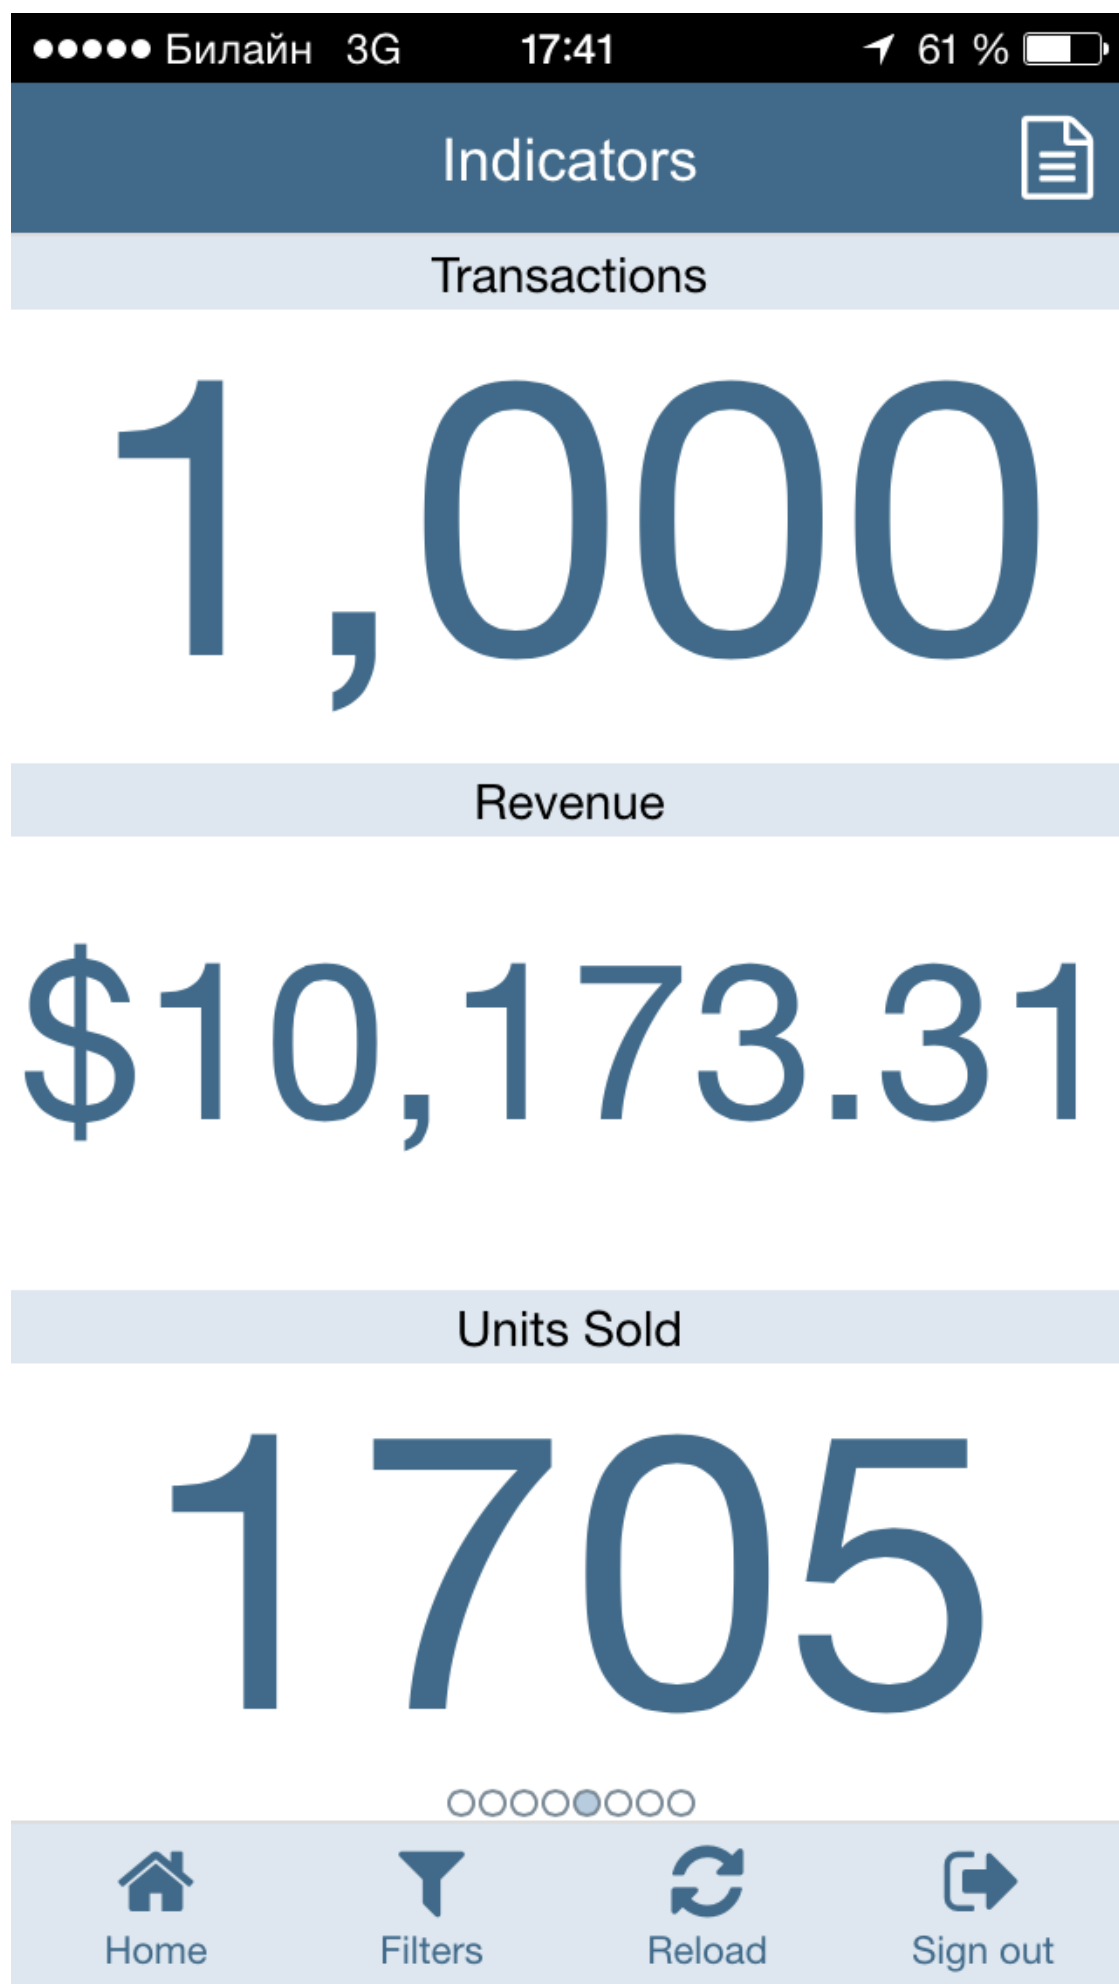 Билайн 3G 17:41 61 %
Indicators
Transactions
1,000
Revenue
$10,173.31
Units Sold
1705
Home Filters Reload Sign out